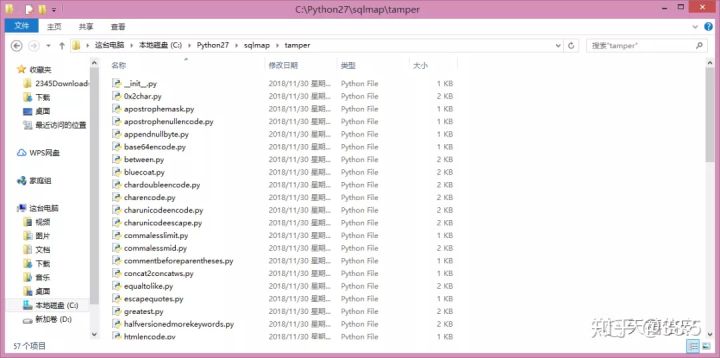 C:\Python27\sqlmap\tamper
文件 主页 共享 查看
这台电脑 本地磁盘 (C:) Python27 sqlmap tamper 搜索"tamper"
名称 修改日期 类型 大小
收藏夹
2345Download
下载
桌面
最近访问的位置
WPS网盘
家庭组
这台电脑
视频
图片
文档
下载
音乐
桌面
本地磁盘 (C:)
新加卷 (D:)
__init__.py 2018/11/30 星期... Python File 1 KB
0x2char.py 2018/11/30 星期... Python File 2 KB
apostrophemask.py 2018/11/30 星期... Python File 1 KB
apostrophenullencode.py 2018/11/30 星期... Python File 1 KB
appendnullbyte.py 2018/11/30 星期... Python File 1 KB
base64encode.py 2018/11/30 星期... Python File 1 KB
between.py 2018/11/30 星期... Python File 2 KB
bluecoat.py 2018/11/30 星期... Python File 2 KB
chardoubleencode.py 2018/11/30 星期... Python File 2 KB
charencode.py 2018/11/30 星期... Python File 2 KB
charunicodeencode.py 2018/11/30 星期... Python File 2 KB
charunicodeescape.py 2018/11/30 星期... Python File 2 KB
commalesslimit.py 2018/11/30 星期... Python File 1 KB
commalessmid.py 2018/11/30 星期... Python File 2 KB
commentbeforeparentheses.py 2018/11/30 星期... Python File 1 KB
concat2concatws.py 2018/11/30 星期... Python File 1 KB
equaltolike.py 2018/11/30 星期... Python File 2 KB
escapequotes.py 2018/11/30 星期... Python File 1 KB
greatest.py 2018/11/30 星期... Python File
halfversionedmorekeywords.py 2018/11/30 星期... Python File
htmlencode.py 2018/11/30 星期... Python File 1 KB
57 个项目